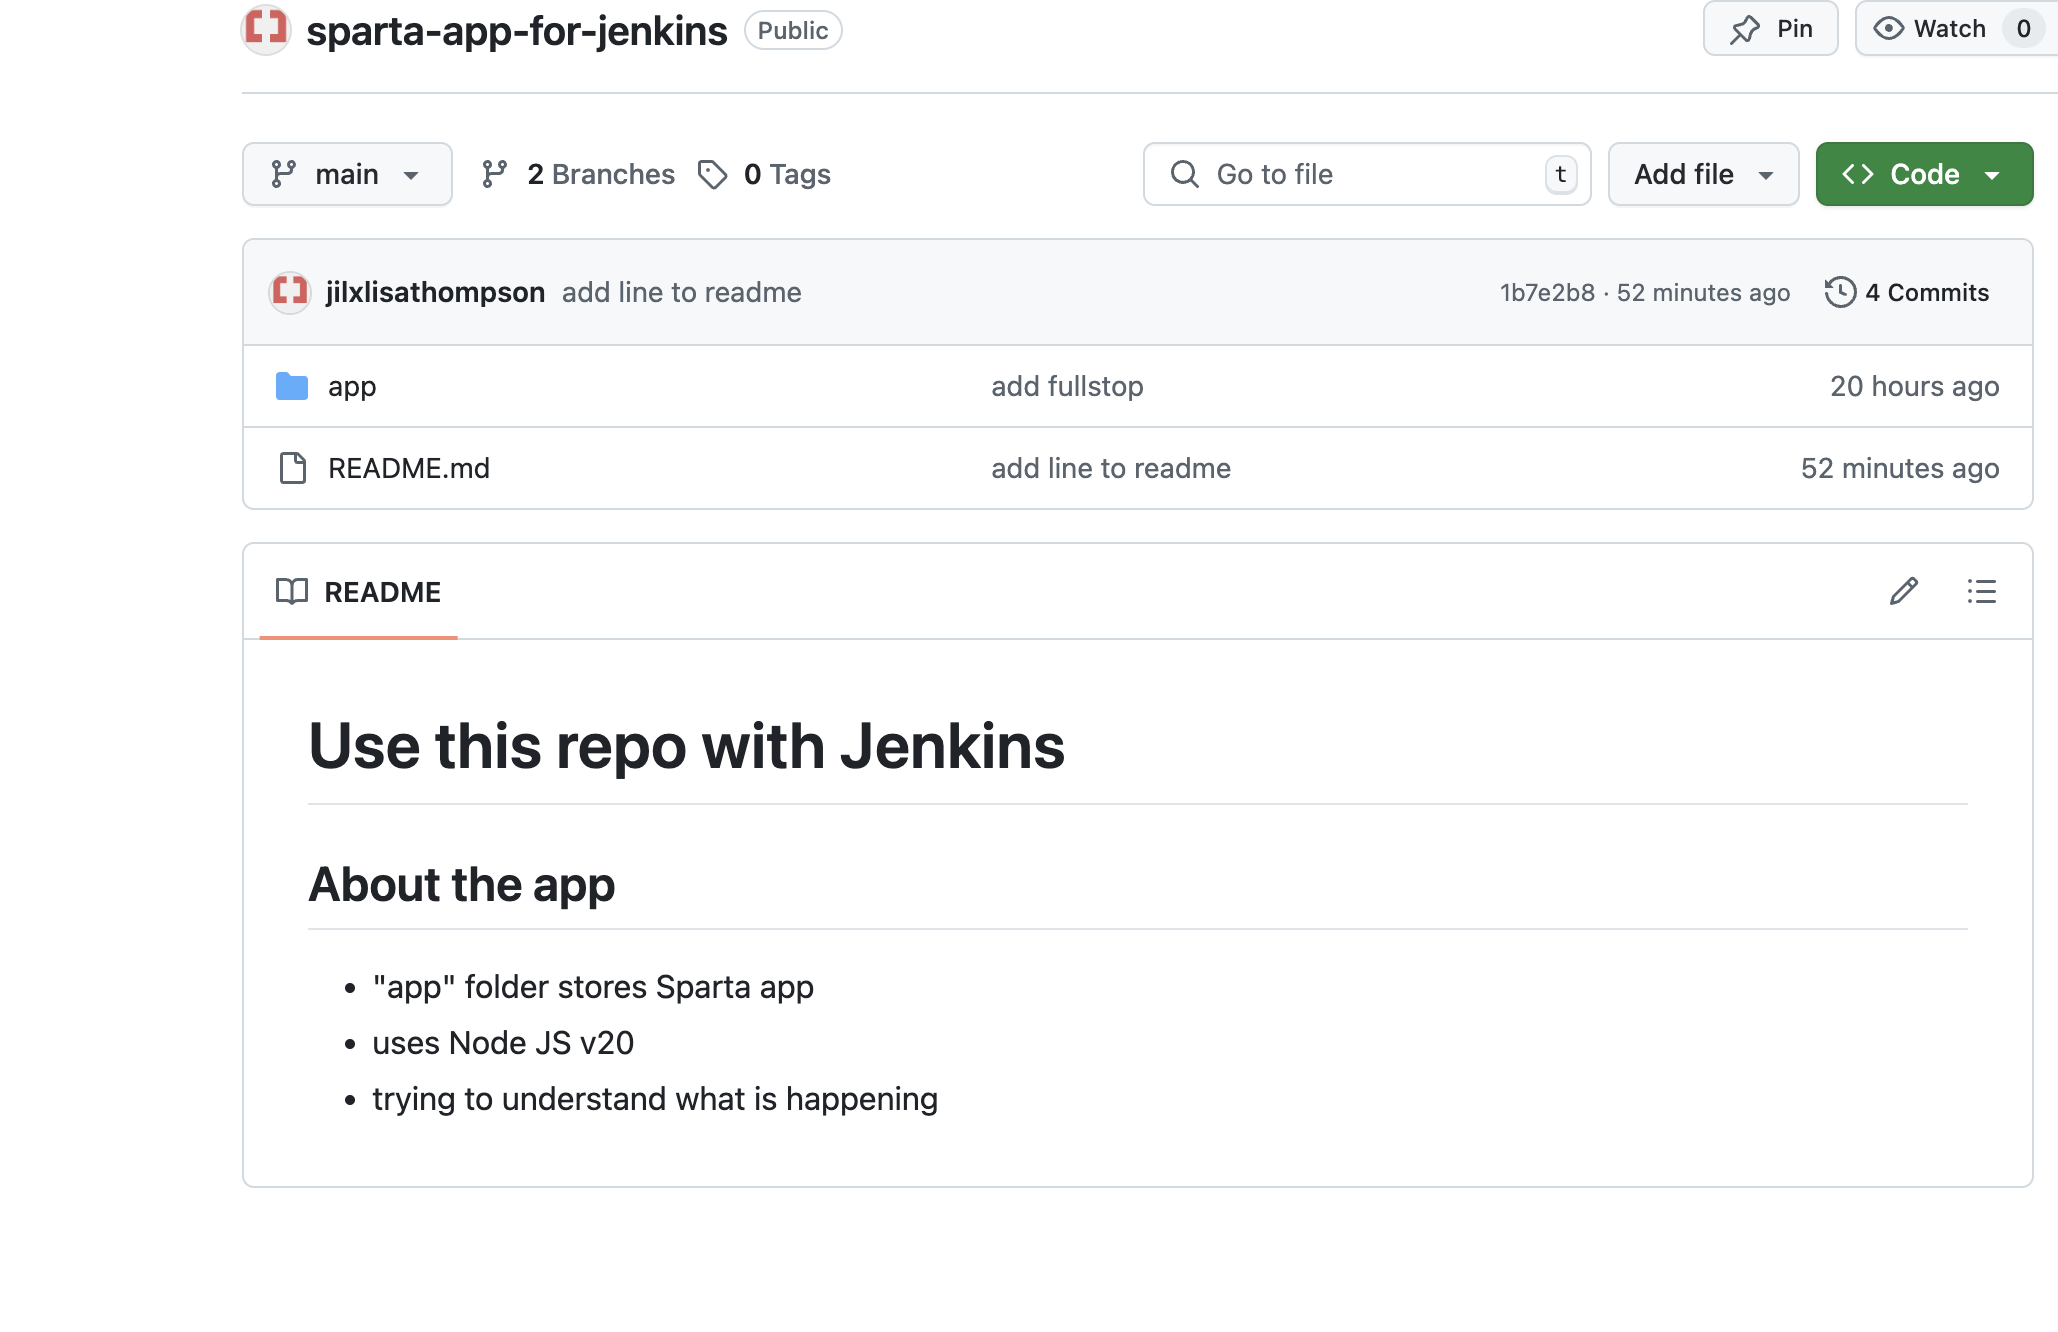 sparta-app-for-jenkins Public Pin Watch 0
main 2 Branches 0 Tags Go to file t Add file Code
jilxlisathompson add line to readme 1b7e2b8 · 52 minutes ago 4 Commits
app add fullstop 20 hours ago
README.md add line to readme 52 minutes ago
README
Use this repo with Jenkins
About the app
• "app" folder stores Sparta app
• uses Node JS v20
• trying to understand what is happening